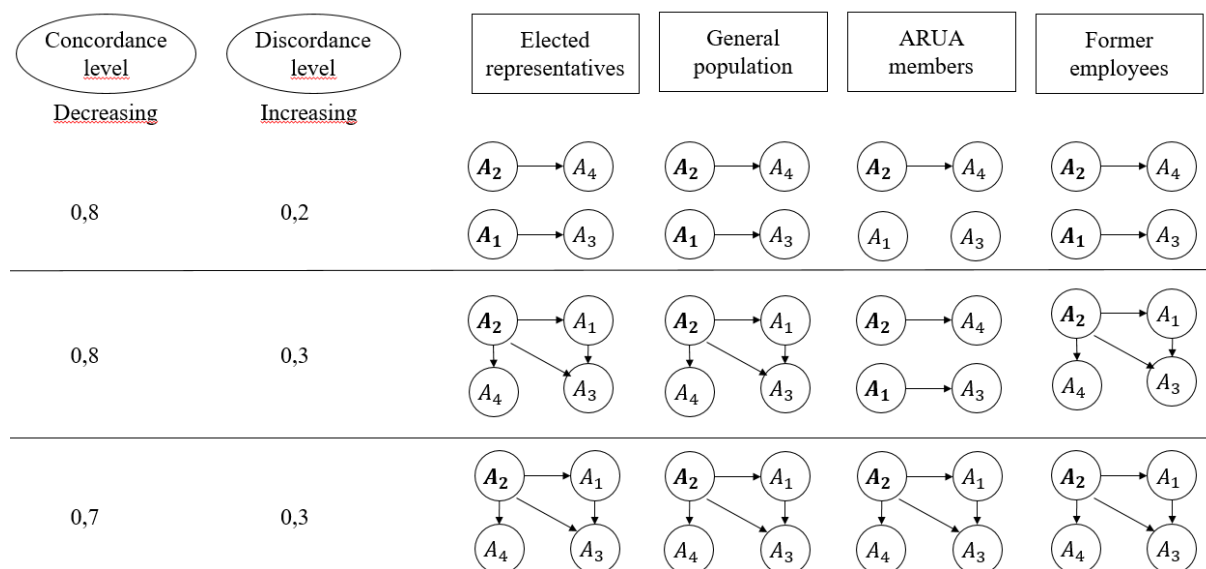 Concordance
level
Discordance
level
Elected
representatives
General
population
ARUA
members
Former
employees
Decreasing
Increasing
A₂ A₄ A₂ A₄ A₂ A₄ A₂ A₄
0,8 0,2
A₁ A₃ A₁ A₃ A₁ A₃ A₁ A₃
A₂ A₁ A₂ A₁ A₂ A₄ A₂ A₁
0,8 0,3
A₄ A₃ A₄ A₃ A₁ A₃ A₄ A₃
A₂ A₁ A₂ A₁ A₂ A₁ A₂ A₁
0,7 0,3
A₄ A₃ A₄ A₃ A₄ A₃ A₄ A₃